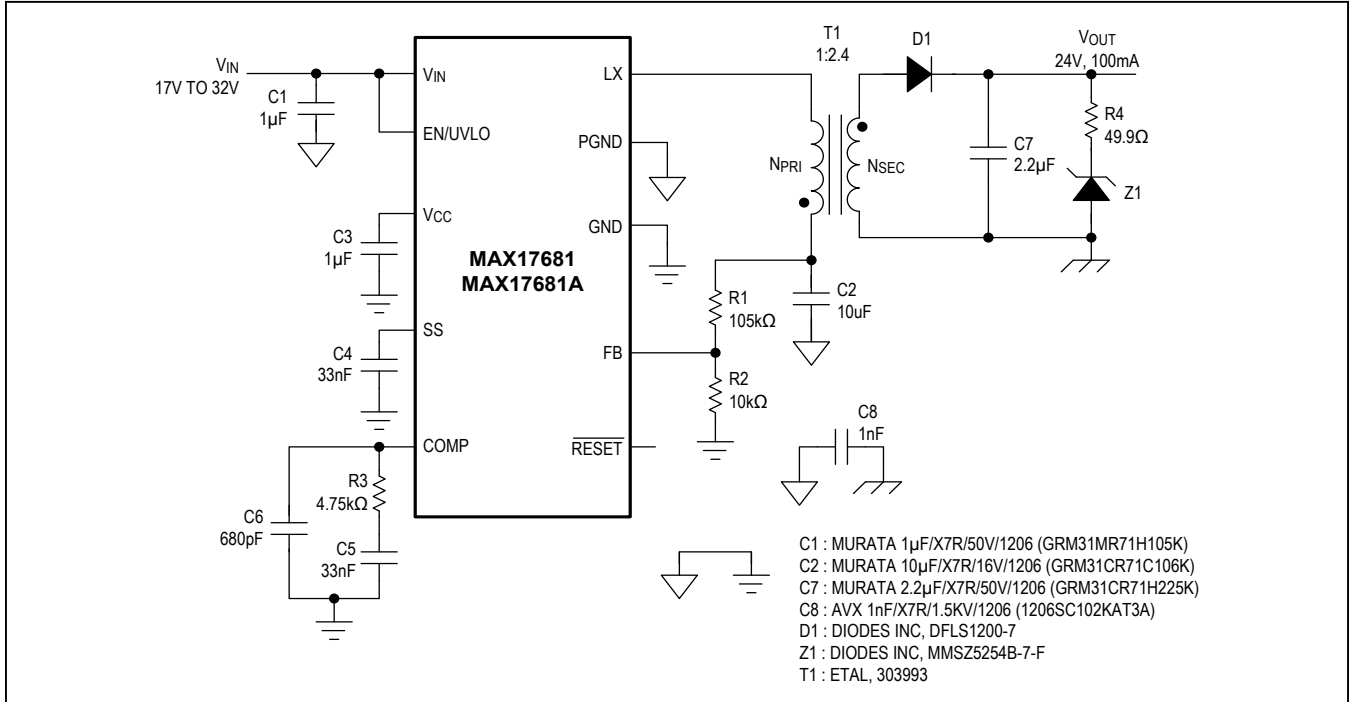 VIN
17V TO 32V
C1
1µF
VIN
EN/UVLO
VCC
C3
1µF
SS
C4
33nF
COMP
R3
4.75kΩ
C6
680pF
C5
33nF
MAX17681
MAX17681A
LX
PGND
GND
FB
RESET
T1
1:2.4
NPRI
NSEC
D1
VOUT
24V, 100mA
R4
49.9Ω
C7
2.2µF
Z1
R1
105kΩ
C2
10uF
R2
10kΩ
C8
1nF
C1 : MURATA 1µF/X7R/50V/1206 (GRM31MR71H105K)
C2 : MURATA 10µF/X7R/16V/1206 (GRM31CR71C106K)
C7 : MURATA 2.2µF/X7R/50V/1206 (GRM31CR71H225K)
C8 : AVX 1nF/X7R/1.5KV/1206 (1206SC102KAT3A)
D1 : DIODES INC, DFLS1200-7
Z1 : DIODES INC, MMSZ5254B-7-F
T1 : ETAL, 303993